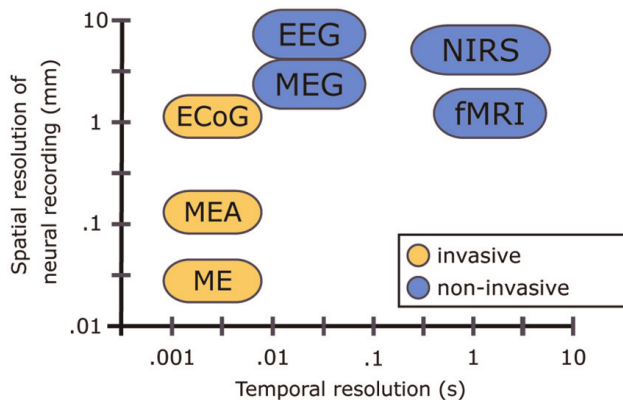 Spatial resolution of
neural recording (mm)
10
1
.1
.01
EEG
MEG
NIRS
fMRI
ECoG
MEA
ME
invasive
non-invasive
.001
.01
.1
1
10
Temporal resolution (s)